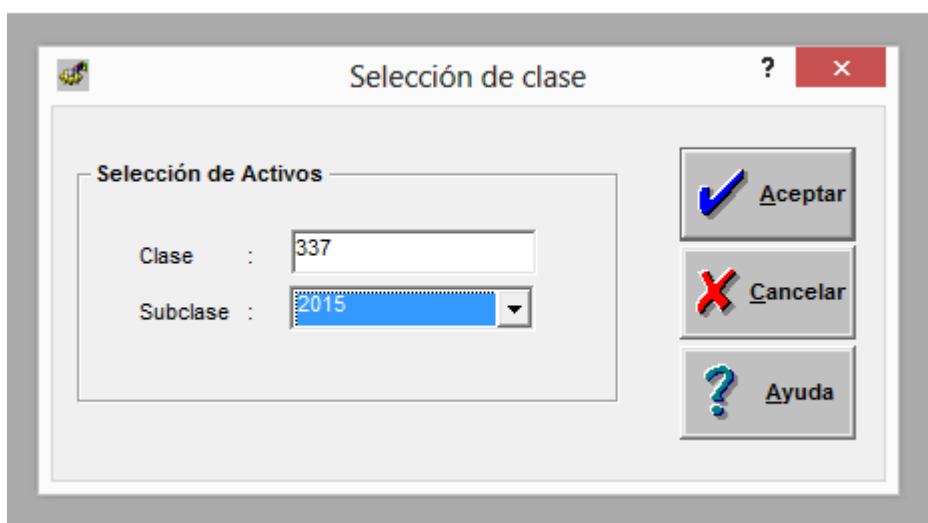 Selección de clase
?
Selección de Activos
Clase :
337
Subclase :
2015
Aceptar
Cancelar
Ayuda